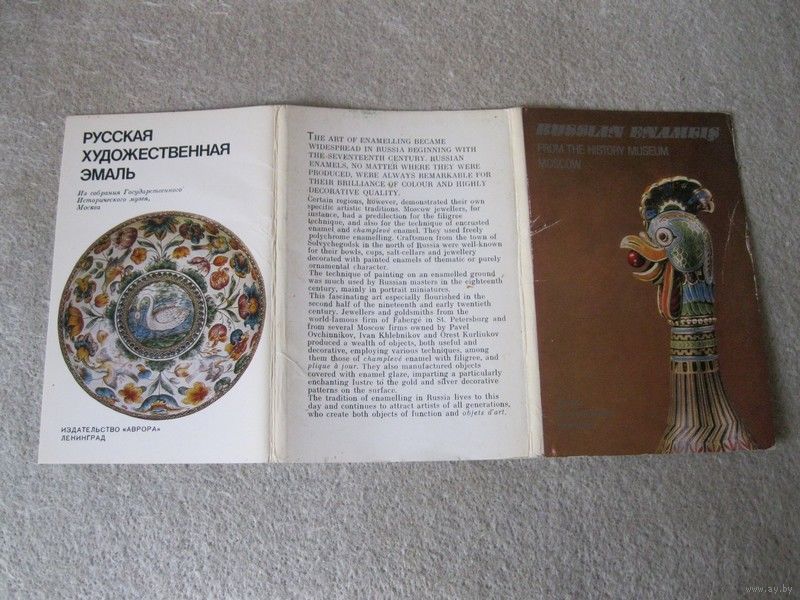 РУССКАЯ
ХУДОЖЕСТВЕННАЯ
ЭМАЛЬ
Из собрания Государственного
Исторического музея,
Москва
ИЗДАТЕЛЬСТВО «АВРОРА»
ЛЕНИНГРАД
THE ART OF ENAMELLING BECAME
WIDESPREAD IN RUSSIA BEGINNING WITH
THE SEVENTEENTH CENTURY. RUSSIAN
ENAMELS, NO MATTER WHERE THEY WERE
PRODUCED, WERE ALWAYS REMARKABLE FOR
THEIR BRILLIANCE OF COLOUR AND HIGHLY
DECORATIVE QUALITY.
Certain regions, however, demonstrated their own
specific artistic traditions. Moscow jewellers, for
instance, had a predilection for the filigree
technique, and also for the technique of encrusted
enamel and champlevé enamel. They used freely
polychrome enamelling. Craftsmen from the town of
Solvychegodsk in the north of Russia were well-known
for their bowls, cups, salt-cellars and jewellery
decorated with painted enamels of thematic or purely
ornamental character.
The technique of painting on an enamelled ground
was much used by Russian masters in the eighteenth
century, mainly in portrait miniatures.
This fascinating art especially flourished in the
second half of the nineteenth and early twentieth
century. Jewellers and goldsmiths from the
world-famous firm of Faberge in St. Petersburg and
from several Moscow firms owned by Pavel
Ovchinnikov, Ivan Khlebnikov and Orest Kurliukov
produced a wealth of objects, both useful and
decorative, employing various techniques, among
them those of champlevé enamel with filigree, and
plique à jour. They also manufactured objects
covered with enamel glaze, imparting a particularly
enchanting lustre to the gold and silver decorative
patterns on the surface.
The tradition of enamelling in Russia lives to this
day and continues to attract artists of all generations,
who create both objects of function and objets d'art.
RUSSIAN ENAMELS
FROM THE HISTORY MUSEUM
MOSCOW
www.ay.by